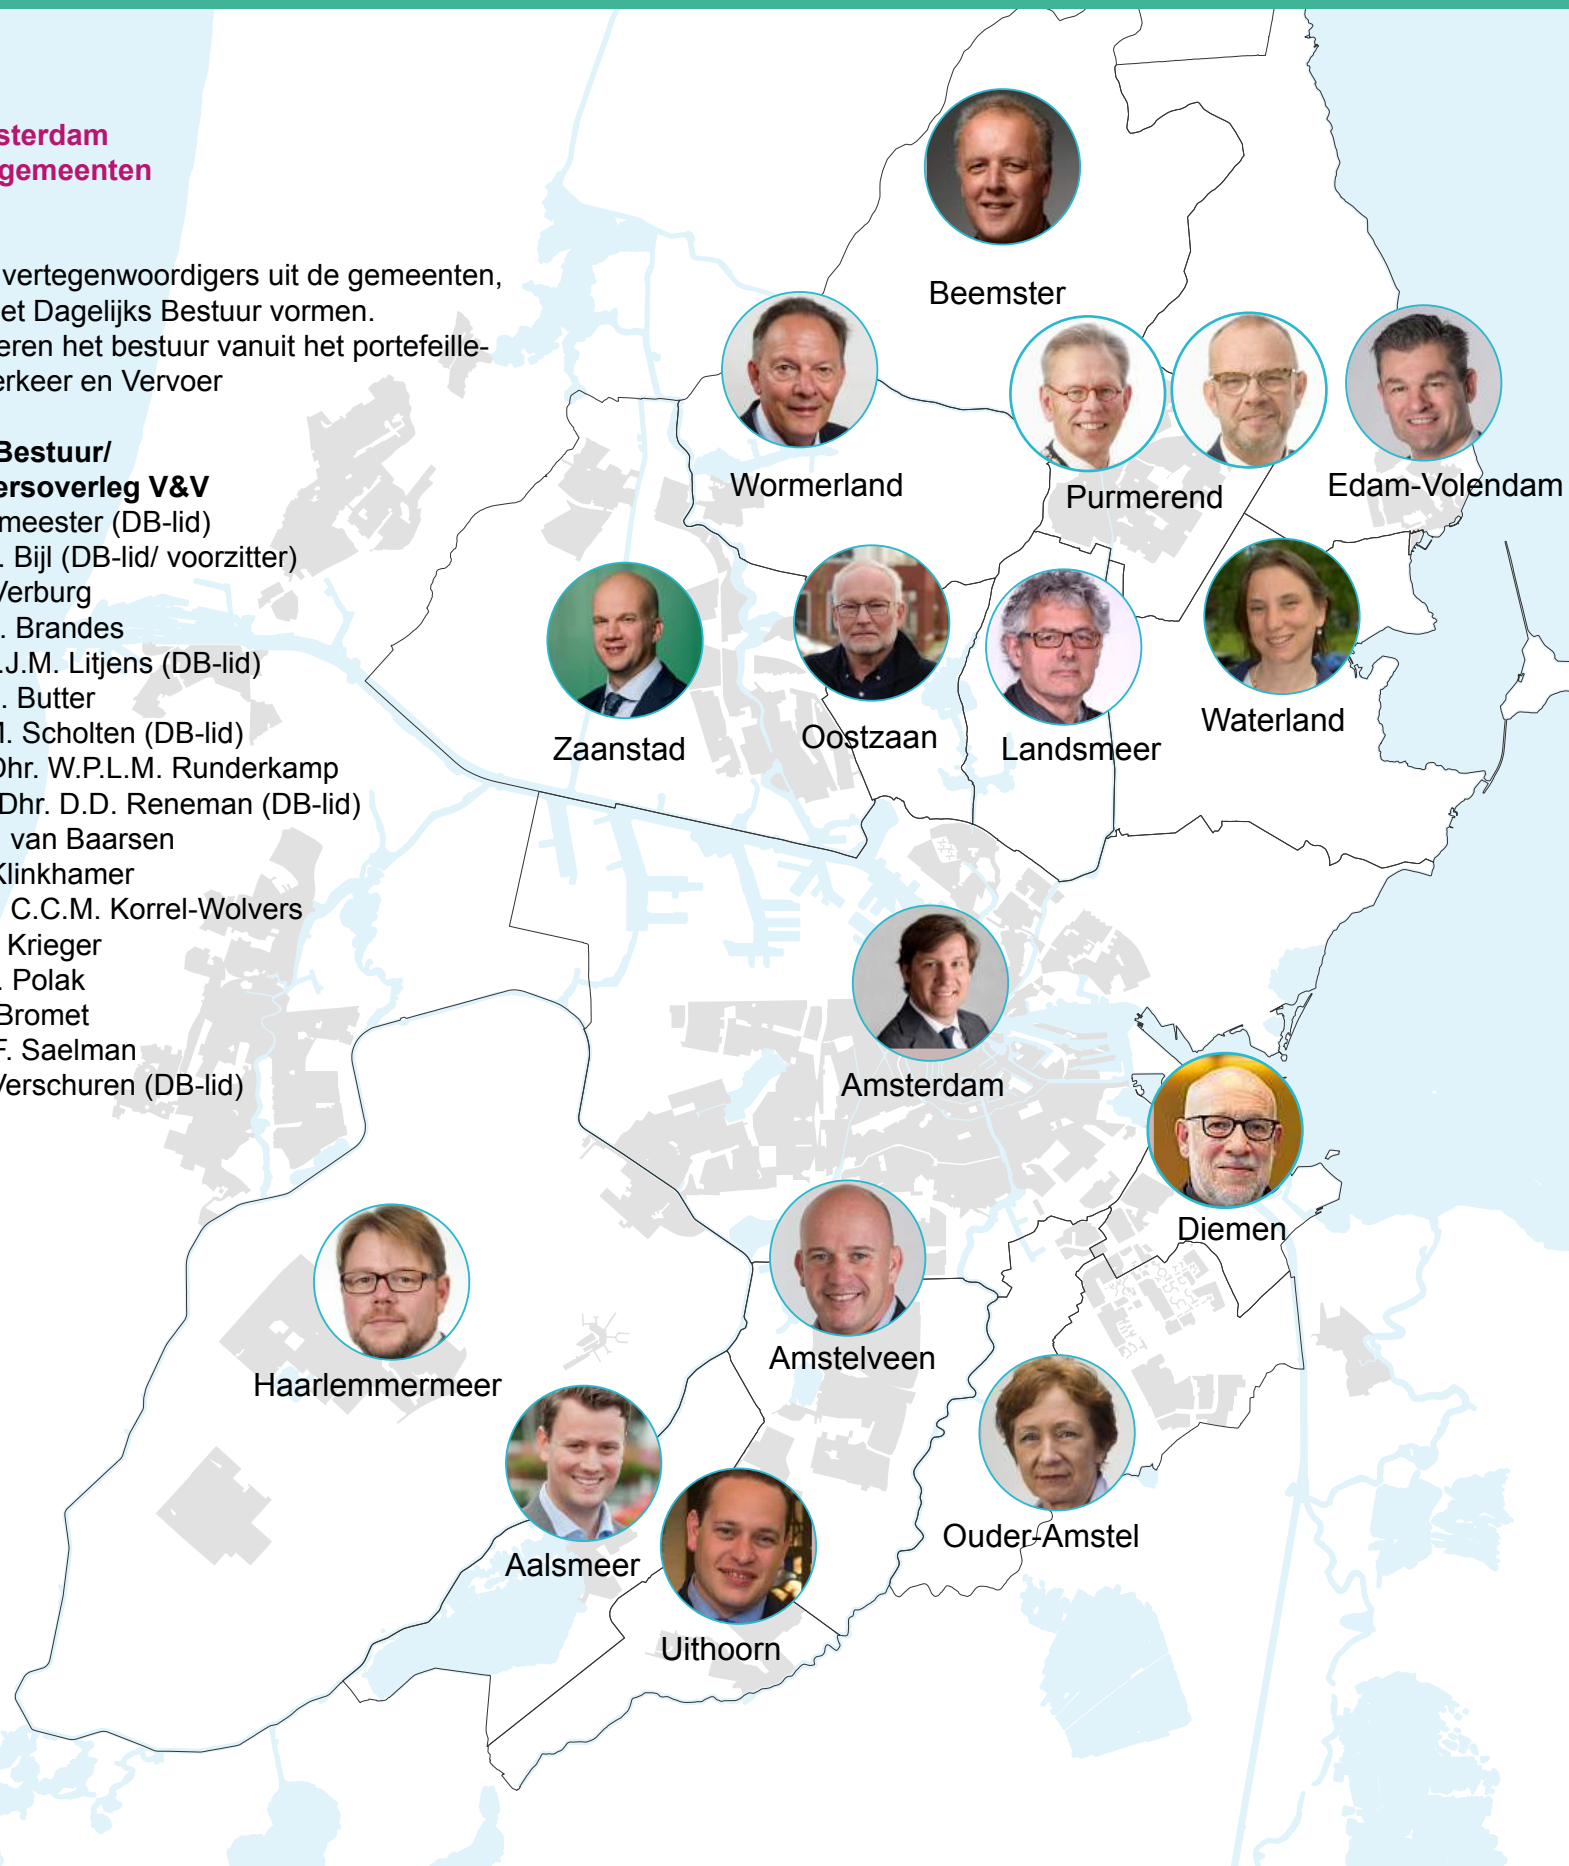 sterdam
gemeenten
vertegenwoordigers uit de gemeenten,
et Dagelijks Bestuur vormen.
eren het bestuur vanuit het portefeille-
erkeer en Vervoer
Bestuur/
ersoverleg V&V
meester (DB-lid)
. Bijl (DB-lid/ voorzitter)
Verburg
. Brandes
.J.M. Litjens (DB-lid)
. Butter
M. Scholten (DB-lid)
Dhr. W.P.L.M. Runderkamp
Dhr. D.D. Reneman (DB-lid)
van Baarsen
Klinkhamer
C.C.M. Korrel-Wolvers
Krieger
. Polak
Bromet
F. Saelman
Verschuren (DB-lid)
Beemster
Wormerland
Purmerend
Edam-Volendam
Zaanstad
Oostzaan
Landsmeer
Waterland
Amsterdam
Diemen
Haarlemmermeer
Amstelveen
Aalsmeer
Ouder-Amstel
Uithoorn